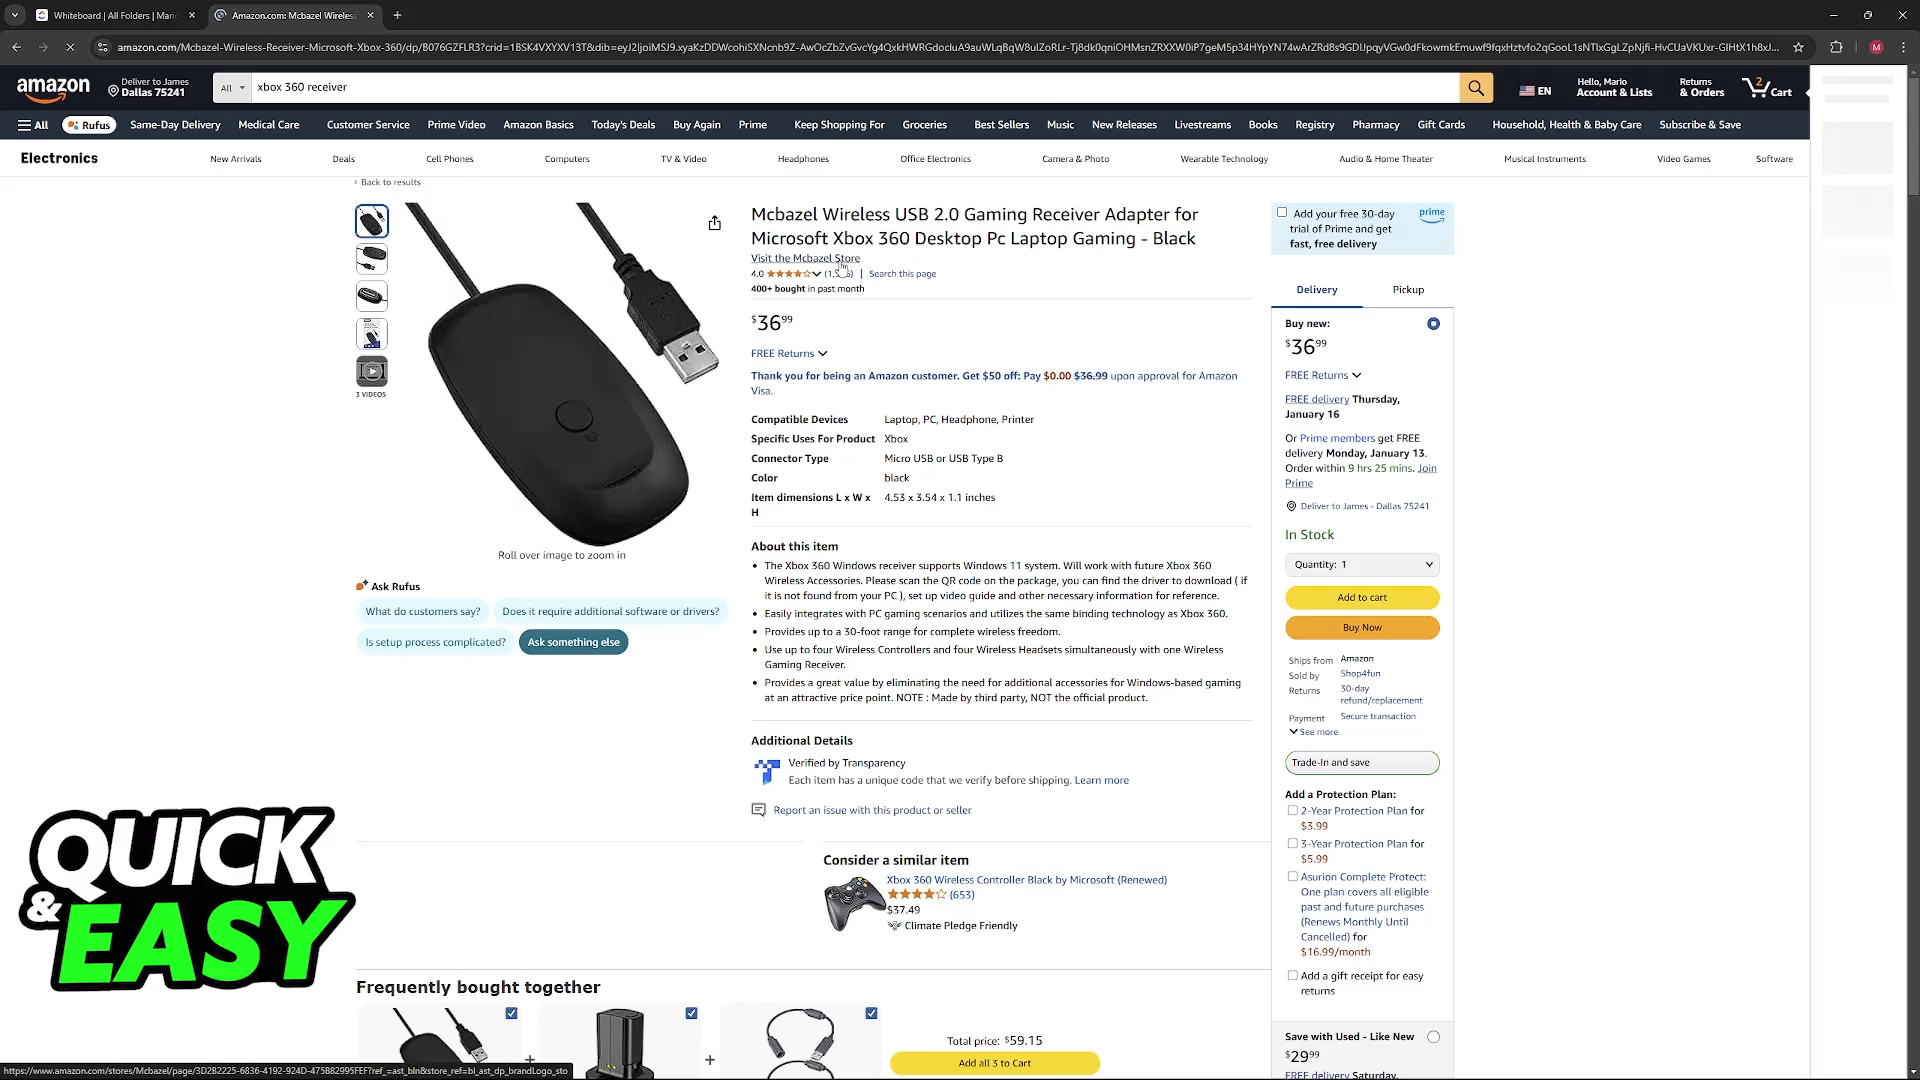 Whiteboard | All Folders | Mari
Amazon.com: Mcbazel Wireless
amazon.com/Mcbazel-Wireless-Receiver-Microsoft-Xbox-360/dp/B076GZFLR3?crid=1BSK4VXYXV13T&dib=
M
amazon
Deliver to James
Dallas 75241
All
xbox 360 receiver
EN
Hello, Mario
Account & Lists
Returns
& Orders
2
Cart
All
Rufus
Same-Day Delivery
Medical Care
Customer Service
Prime Video
Amazon Basics
Today's Deals
Buy Again
Prime
Keep Shopping For
Groceries
Best Sellers
Music
New Releases
Livestreams
Books
Registry
Pharmacy
Gift Cards
Household, Health & Baby Care
Subscribe & Save
Electronics
New Arrivals
Deals
Cell Phones
Computers
TV & Video
Headphones
Office Electronics
Camera & Photo
Wearable Technology
Audio & Home Theater
Musical Instruments
Video Games
Software
‹ Back to results
3 VIDEOS
Roll over image to zoom in
Ask Rufus
What do customers say?
Does it require additional software or drivers?
Is setup process complicated?
Ask something else
Mcbazel Wireless USB 2.0 Gaming Receiver Adapter for
Microsoft Xbox 360 Desktop Pc Laptop Gaming - Black
Visit the Mcbazel Store
4.0
| Search this page
400+ bought in past month
$36.99
FREE Returns
Thank you for being an Amazon customer. Get $50 off: Pay $0.00 $36.99 upon approval for Amazon
Visa.
Compatible Devices Laptop, PC, Headphone, Printer
Specific Uses For Product Xbox
Connector Type Micro USB or USB Type B
Color black
Item dimensions L x W x 4.53 x 3.54 x 1.1 inches
H
About this item
• The Xbox 360 Windows receiver supports Windows 11 system. Will work with future Xbox 360
Wireless Accessories. Please scan the QR code on the package, you can find the driver to download ( if
it is not found from your PC ), set up video guide and other necessary information for reference.
• Easily integrates with PC gaming scenarios and utilizes the same binding technology as Xbox 360.
• Provides up to a 30-foot range for complete wireless freedom.
• Use up to four Wireless Controllers and four Wireless Headsets simultaneously with one Wireless
Gaming Receiver.
• Provides a great value by eliminating the need for additional accessories for Windows-based gaming
at an attractive price point. NOTE : Made by third party, NOT the official product.
Additional Details
Verified by Transparency
Each item has a unique code that we verify before shipping. Learn more
Report an issue with this product or seller
Consider a similar item
Xbox 360 Wireless Controller Black by Microsoft (Renewed)
(653)
$37.49
Climate Pledge Friendly
Frequently bought together
+
+
Total price: $59.15
Add all 3 to Cart
Add your free 30-day
trial of Prime and get
fast, free delivery
prime
Delivery
Pickup
Buy new:
$36.99
FREE Returns
FREE delivery Thursday,
January 16
Or Prime members get FREE
delivery Monday, January 13.
Order within 9 hrs 25 mins. Join
Prime
Deliver to James - Dallas 75241
In Stock
Quantity: 1
Add to cart
Buy Now
Ships from Amazon
Sold by Shop4fun
Returns 30-day
refund/replacement
Payment Secure transaction
See more
Trade-In and save
Add a Protection Plan:
2-Year Protection Plan for
$3.99
3-Year Protection Plan for
$5.99
Asurion Complete Protect:
One plan covers all eligible
past and future purchases
(Renews Monthly Until
Cancelled) for
$16.99/month
Add a gift receipt for easy
returns
Save with Used - Like New
$29.99
FREE delivery Saturday,
QUICK
& EASY
https://www.amazon.com/stores/Mcbazel/page/3D2B2225-6836-4192-924D-475B82995FEF?ref_=ast_bln&store_ref=bl_ast_dp_brandLogo_sto